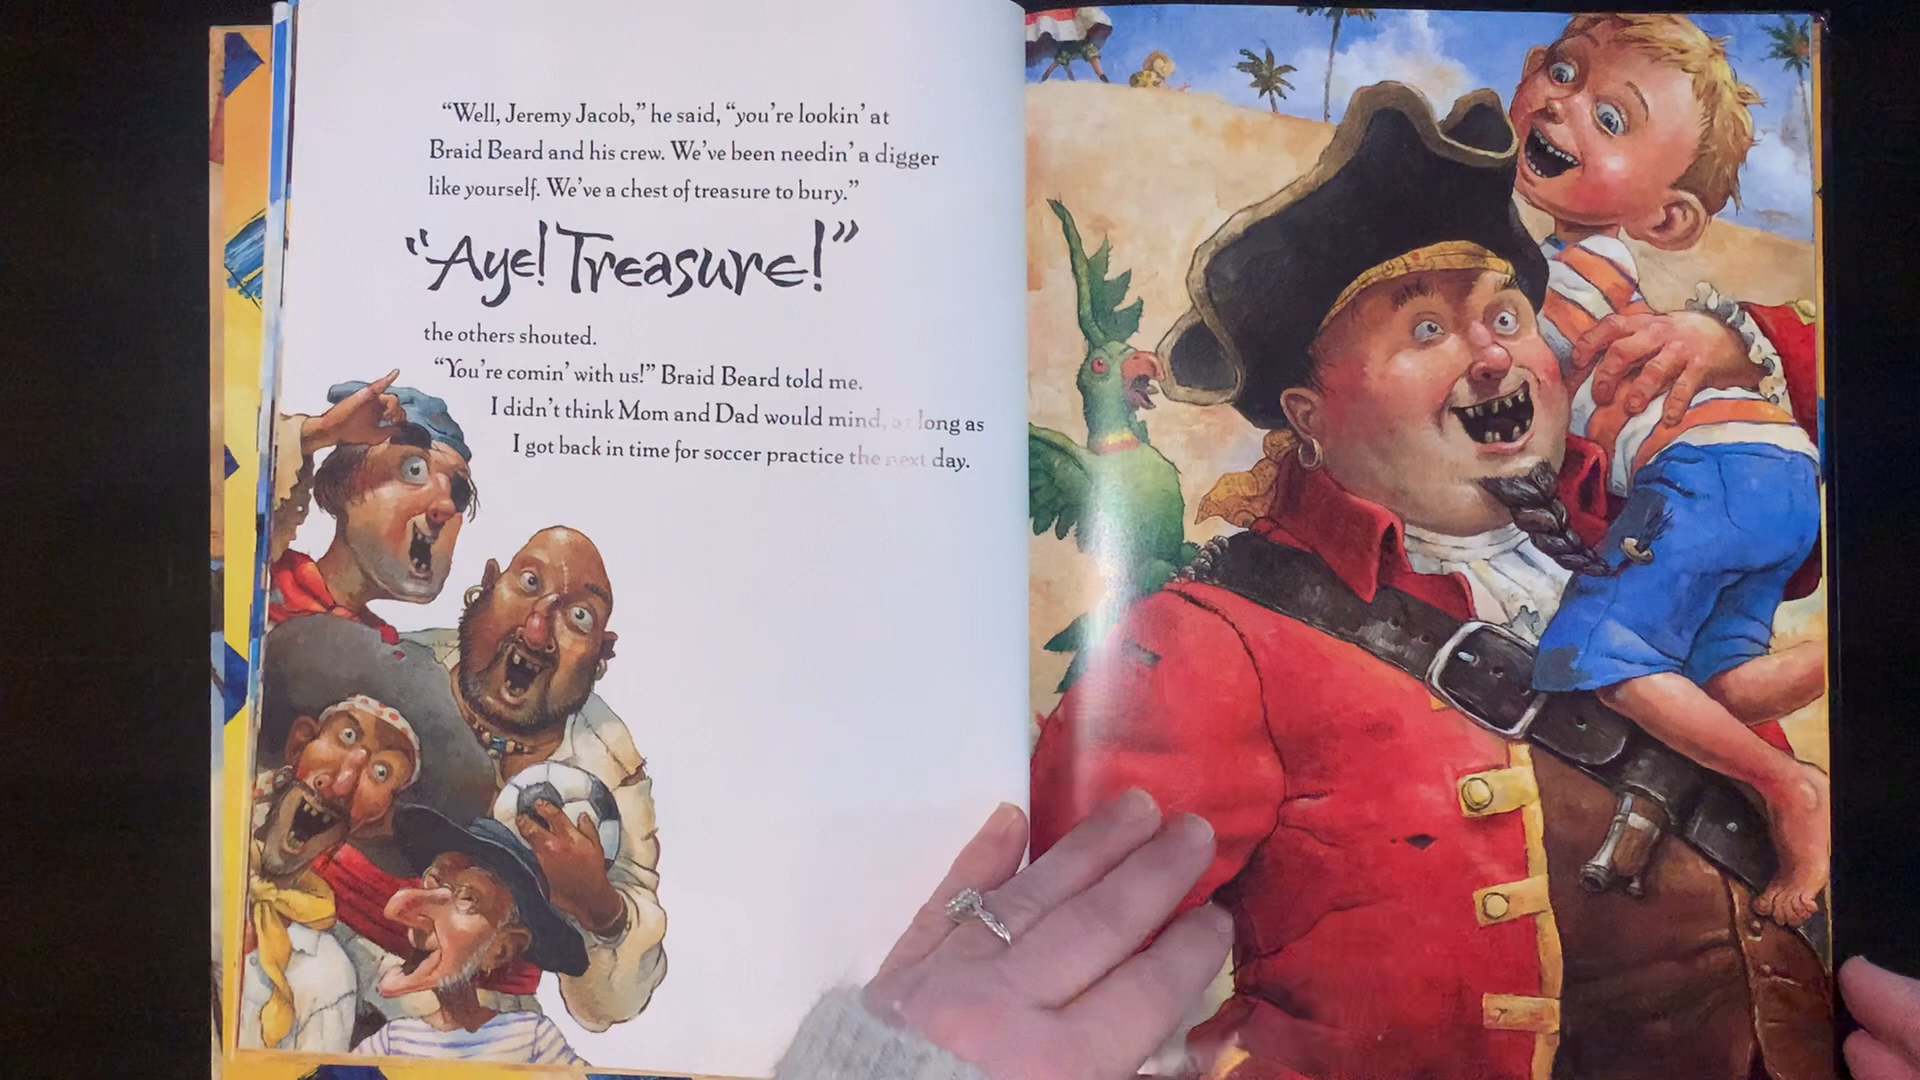 “Well, Jeremy Jacob,” he said, “you’re lookin’ at
Braid Beard and his crew. We’ve been needin’ a digger
like yourself. We’ve a chest of treasure to bury.”
“Aye! Treasure!”
the others shouted.
“You’re comin’ with us!” Braid Beard told me.
I didn’t think Mom and Dad would mind, as long as
I got back in time for soccer practice the next day.